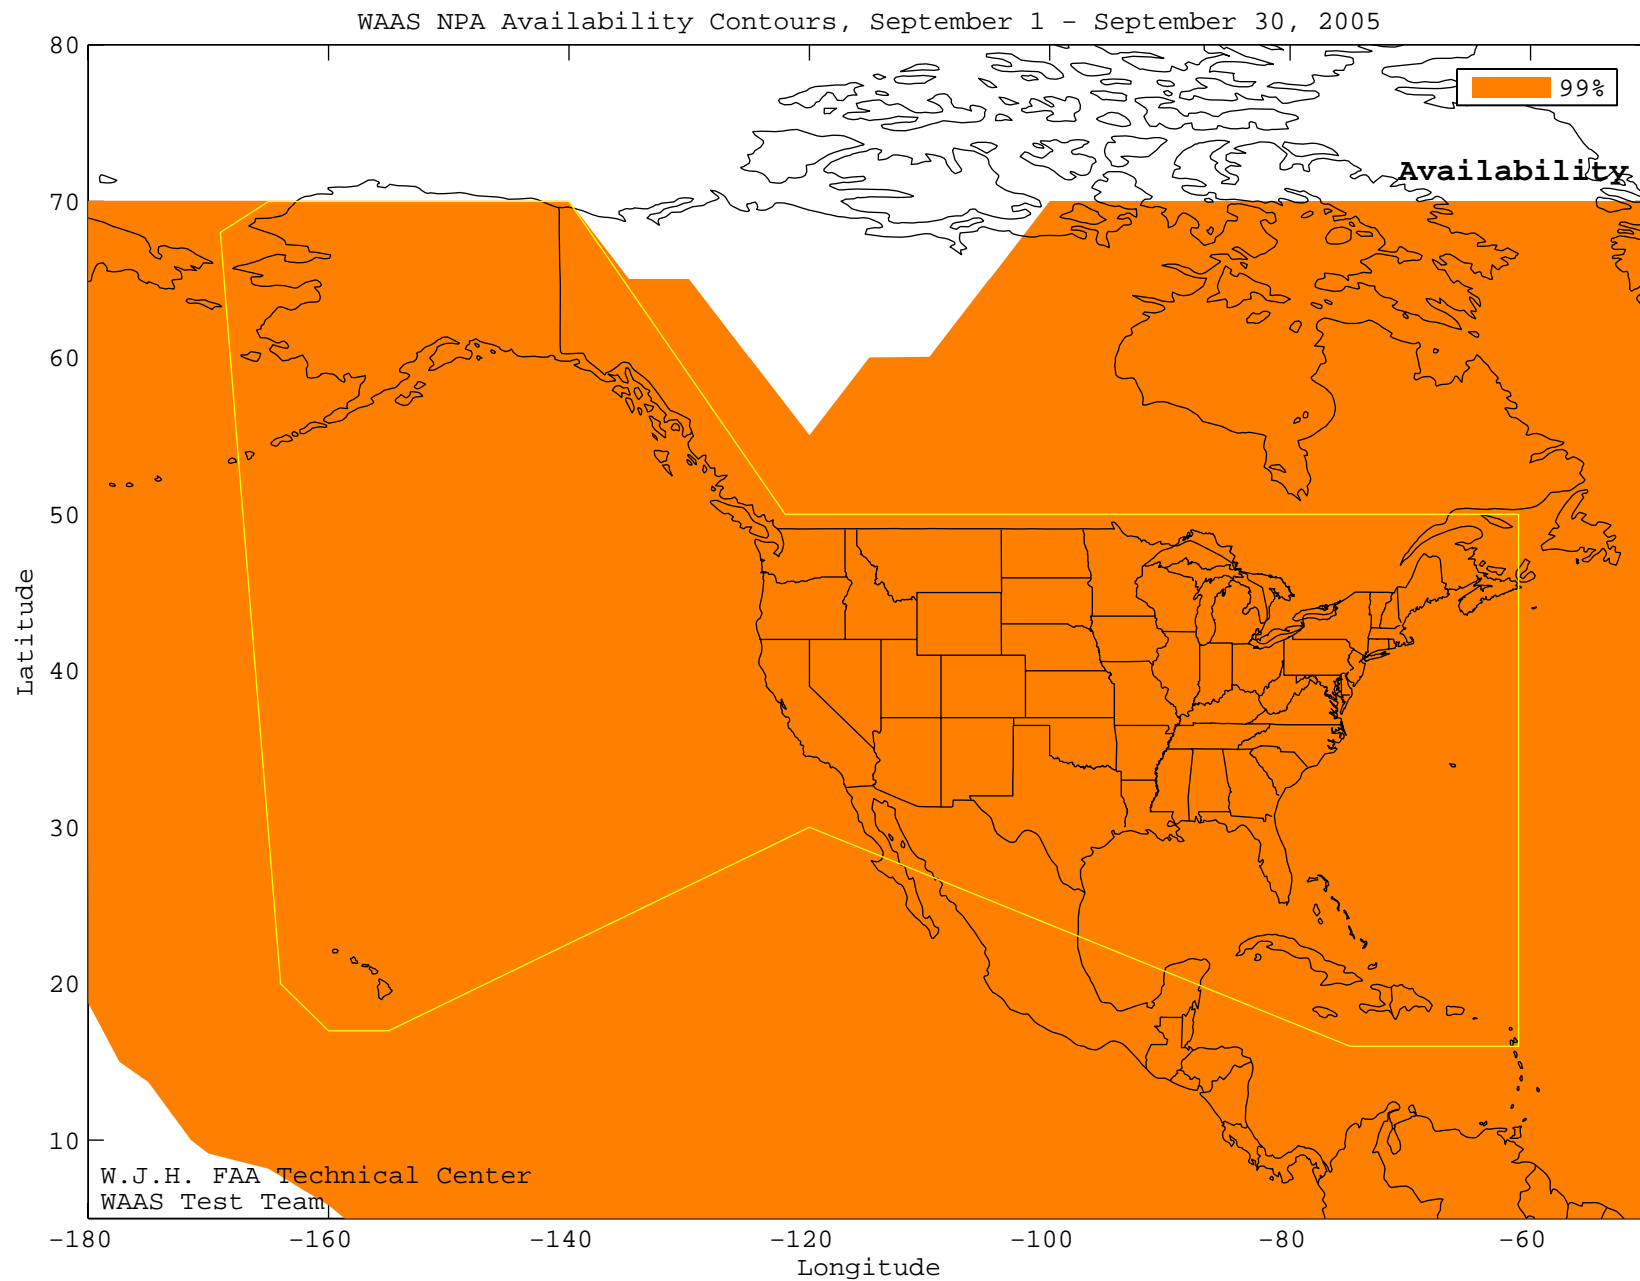 WAAS NPA Availability Contours, September 1 – September 30, 2005
80
99%
Availability
70
60
50
Latitude
40
30
20
10
W.J.H. FAA Technical Center
WAAS Test Team
-180 -160 -140 -120 -100 -80 -60
Longitude